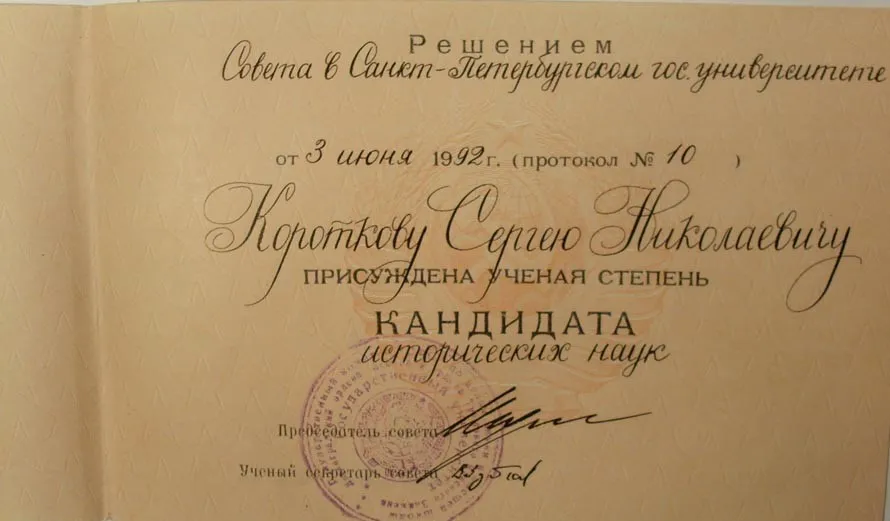 Решением
Совета в Санкт-Петербургском гос. университете
от 3 июня 1992 г. (протокол № 10 )
Короткову Сергею Николаевичу
ПРИСУЖДЕНА УЧЕНАЯ СТЕПЕНЬ
КАНДИДАТА
исторических наук
Председатель совета
Ученый секретарь совета